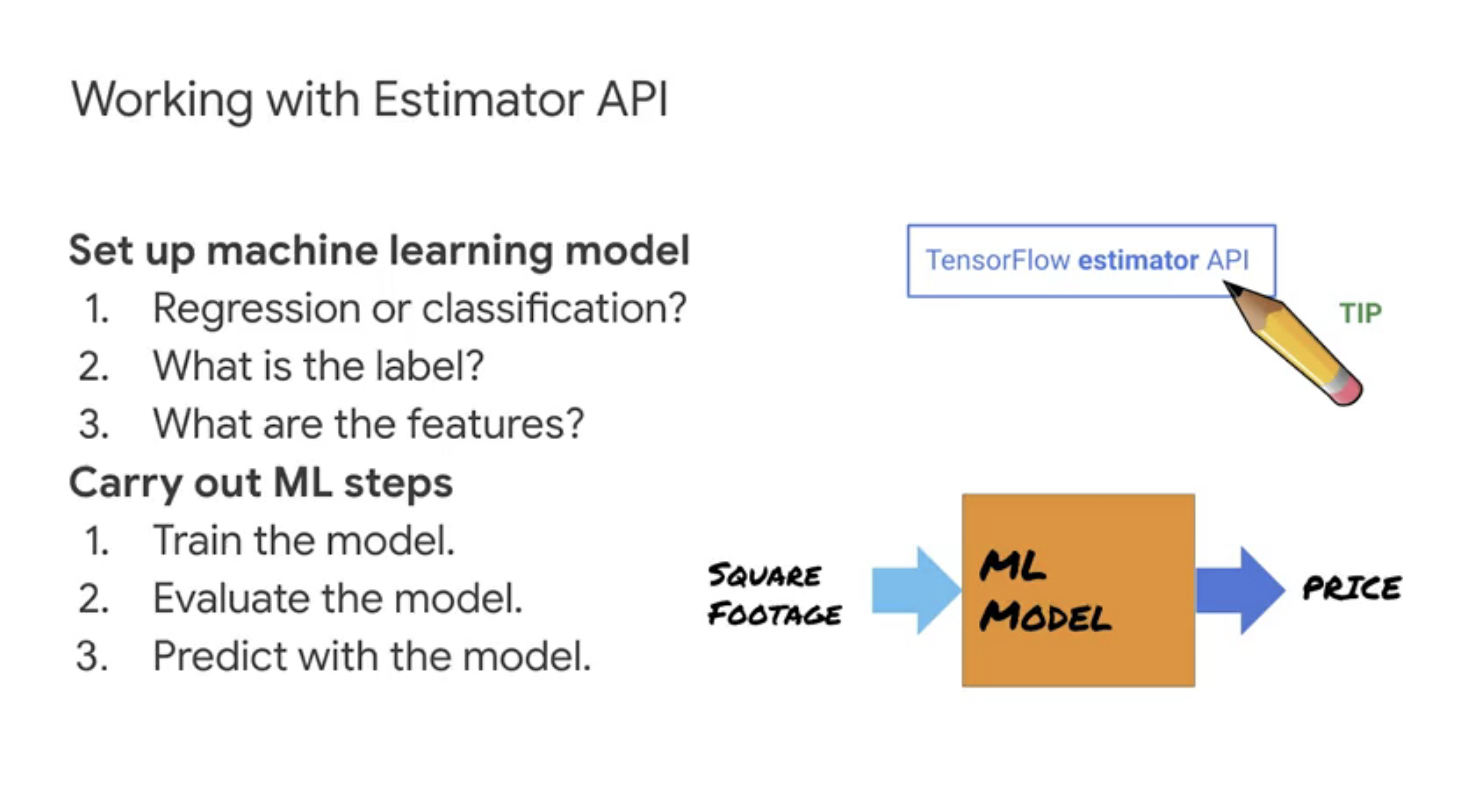 Working with Estimator API
Set up machine learning model
1. Regression or classification?
2. What is the label?
3. What are the features?
Carry out ML steps
1. Train the model.
2. Evaluate the model.
3. Predict with the model.
TensorFlow estimator API
TIP
SQUARE
FOOTAGE
ML
MODEL
PRICE